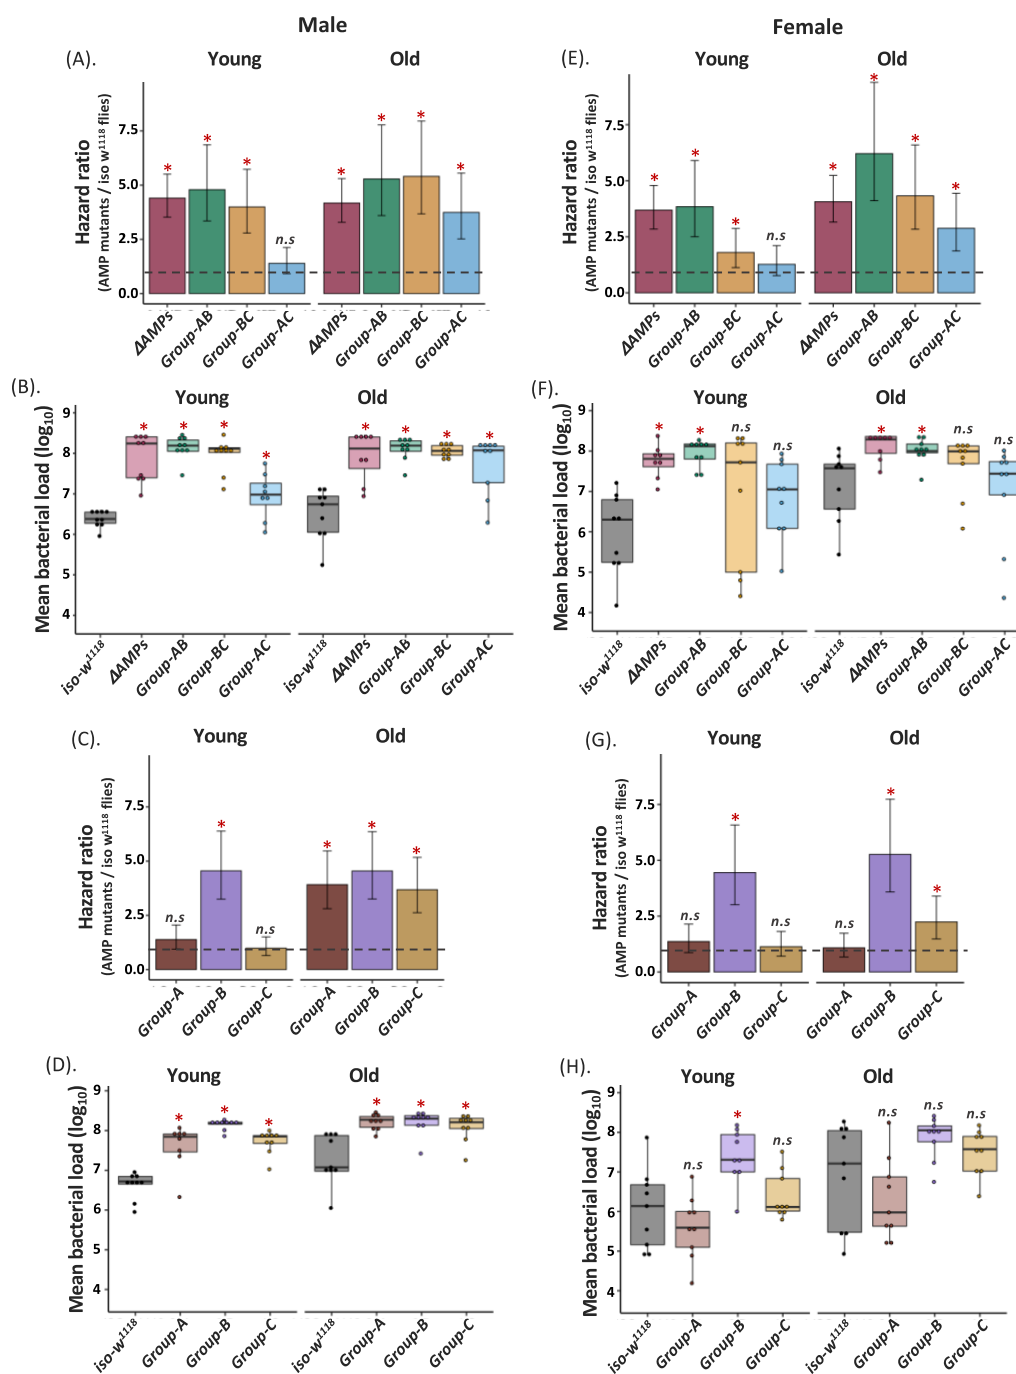 Male
Female
(A).
Young
Old
Hazard ratio
(AMP mutants / iso w1118 flies)
7.5
5.0
2.5
0.0
*
*
*
n.s
*
*
*
*
ΔAMPs
Group-AB
Group-BC
Group-AC
ΔAMPs
Group-AB
Group-BC
Group-AC
(E).
Young
Old
Hazard ratio
(AMP mutants / iso w1118 flies)
7.5
5.0
2.5
0.0
*
*
*
n.s
*
*
*
*
ΔAMPs
Group-AB
Group-BC
Group-AC
ΔAMPs
Group-AB
Group-BC
Group-AC
(B).
Young
Old
Mean bacterial load (log10)
9
8
7
6
5
4
*
*
*
*
*
*
*
*
iso-w1118
ΔAMPs
Group-AB
Group-BC
Group-AC
iso-w1118
ΔAMPs
Group-AB
Group-BC
Group-AC
(F).
Young
Old
Mean bacterial load (log10)
9
8
7
6
5
4
*
*
n.s
n.s
*
*
n.s
n.s
iso-w1118
ΔAMPs
Group-AB
Group-BC
Group-AC
iso-w1118
ΔAMPs
Group-AB
Group-BC
Group-AC
(C).
Young
Old
Hazard ratio
(AMP mutants / iso w1118 flies)
7.5
5.0
2.5
0.0
n.s
*
n.s
*
*
*
Group-A
Group-B
Group-C
Group-A
Group-B
Group-C
(G).
Young
Old
Hazard ratio
(AMP mutants / iso w1118 flies)
7.5
5.0
2.5
0.0
n.s
*
n.s
n.s
*
*
Group-A
Group-B
Group-C
Group-A
Group-B
Group-C
(D).
Young
Old
Mean bacterial load (log10)
9
8
7
6
5
4
*
*
*
*
*
*
iso-w1118
Group-A
Group-B
Group-C
iso-w1118
Group-A
Group-B
Group-C
(H).
Young
Old
Mean bacterial load (log10)
9
8
7
6
5
4
n.s
*
n.s
n.s
n.s
n.s
iso-w1118
Group-A
Group-B
Group-C
iso-w1118
Group-A
Group-B
Group-C